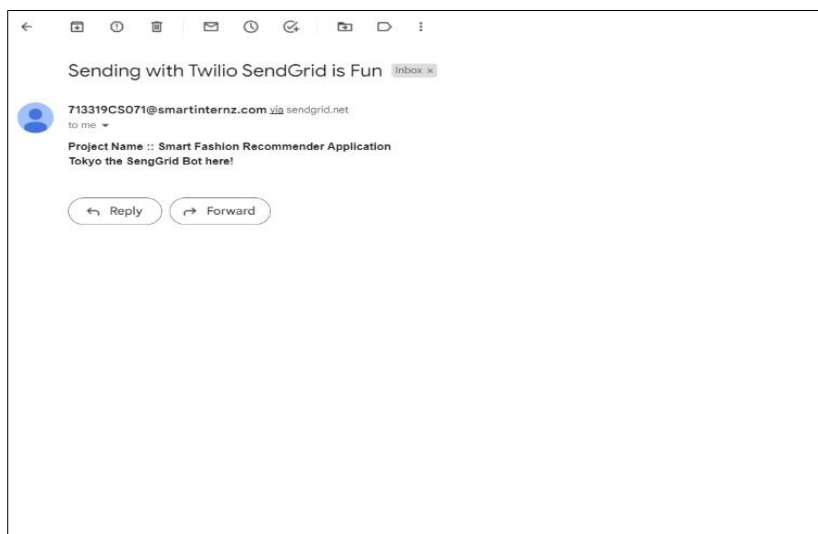 Sending with Twilio SendGrid is Fun Inbox ×
713319CS071@smartinternz.com via sendgrid.net
to me
Project Name :: Smart Fashion Recommender Application
Tokyo the SengGrid Bot here!
Reply Forward